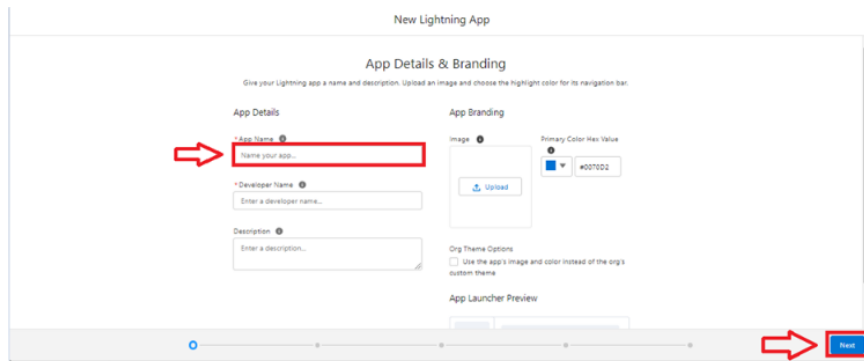 New Lightning App
App Details & Branding
Give your Lightning app a name and description. Upload an image and choose the highlight color for its navigation bar.
App Details
*App Name
Name your app...
*Developer Name
Enter a developer name...
Description
Enter a description...
App Branding
Image
Primary Color Hex Value
Upload
#0070D2
Org Theme Options
Use the app's image and color instead of the org's
custom theme
App Launcher Preview
Next